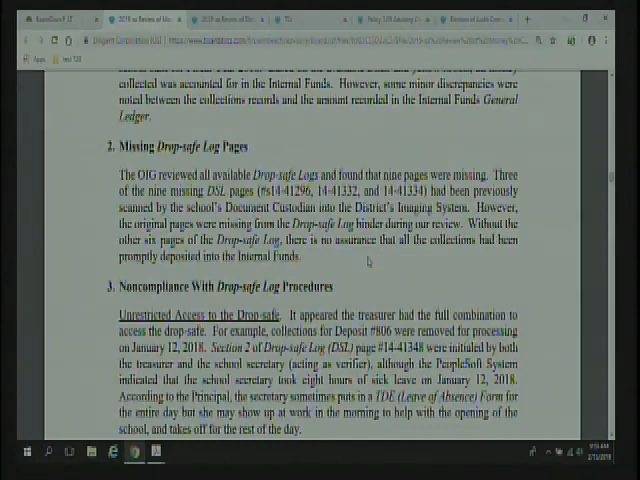 collected was accounted for in the Internal Funds. However, some minor discrepancies were
noted between the collections records and the amount recorded in the Internal Funds General
Ledger.
2. Missing Drop-safe Log Pages
The OIG reviewed all available Drop-safe Logs and found that nine pages were missing. Three
of the nine missing DSL pages (#s14-41296, 14-41332, and 14-41334) had been previously
scanned by the school's Document Custodian into the District's Imaging System. However,
the original pages were missing from the Drop-safe Log binder during our review. Without the
other six pages of the Drop-safe Log, there is no assurance that all the collections had been
promptly deposited into the Internal Funds.
3. Noncompliance With Drop-safe Log Procedures
Unrestricted Access to the Drop-safe. It appeared the treasurer had the full combination to
access the drop-safe. For example, collections for Deposit #806 were removed for processing
on January 12, 2018. Section 2 of Drop-safe Log (DSL) page #14-41348 were initialed by both
the treasurer and the school secretary (acting as verifier), although the PeopleSoft System
indicated that the school secretary took eight hours of sick leave on January 12, 2018.
According to the Principal, the secretary sometimes puts in a TDE (Leave of Absence) Form for
the entire day but she may show up at work in the morning to help with the opening of the
school, and takes off for the rest of the day.